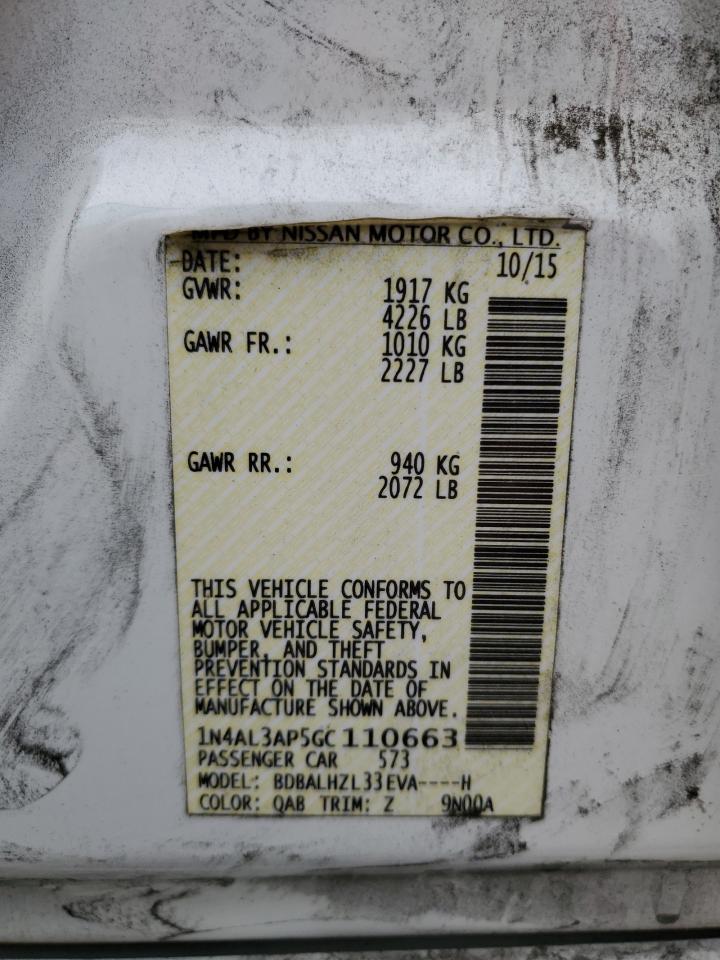 MFD BY NISSAN MOTOR CO., LTD.
DATE: 10/15
GVWR: 1917 KG
4226 LB
GAWR FR.: 1010 KG
2227 LB
GAWR RR.: 940 KG
2072 LB
THIS VEHICLE CONFORMS TO
ALL APPLICABLE FEDERAL
MOTOR VEHICLE SAFETY,
BUMPER, AND THEFT
PREVENTION STANDARDS IN
EFFECT ON THE DATE OF
MANUFACTURE SHOWN ABOVE.
1N4AL3AP5GC110663
PASSENGER CAR 573
MODEL: BDBALHZL33EVA----H
COLOR: QAB TRIM: Z 9N00A